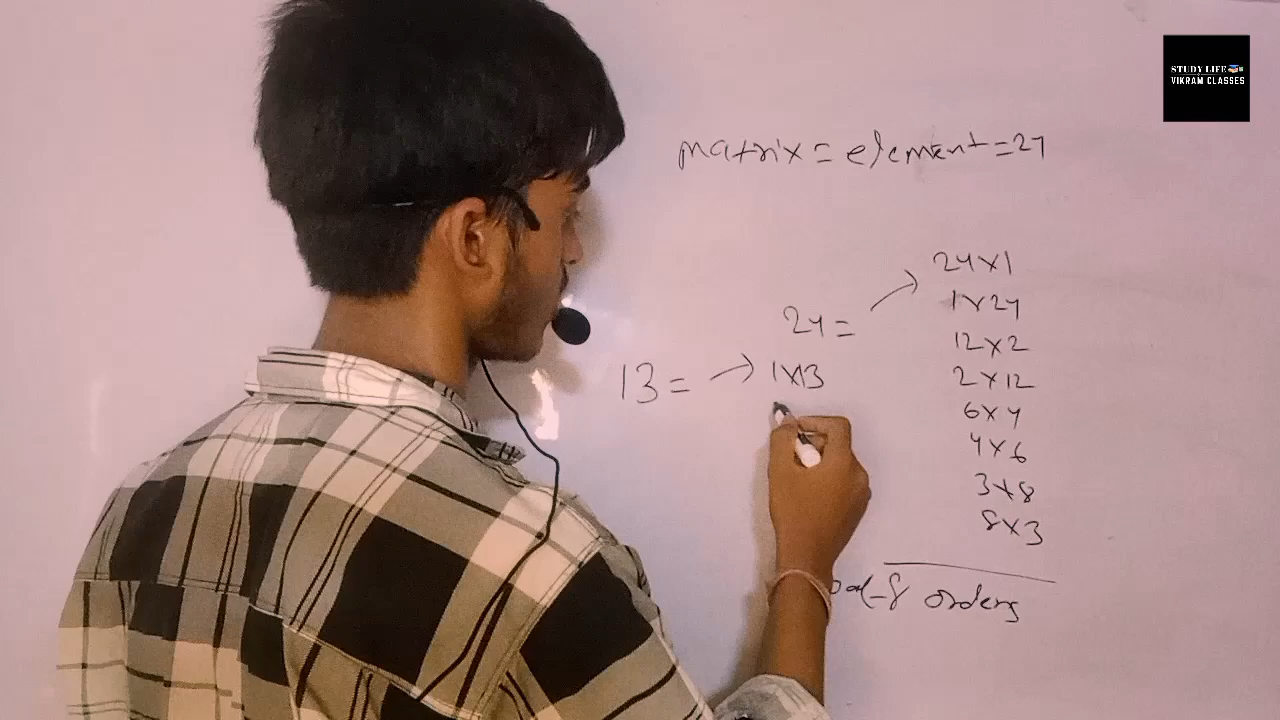 STUDY LIFE
VIKRAM CLASSES
matrix = element = 24
24 =
24 x 1
1 x 24
12 x 2
2 x 12
6 x 4
4 x 6
3 x 8
8 x 3
13 =
1 x 13
8 orders